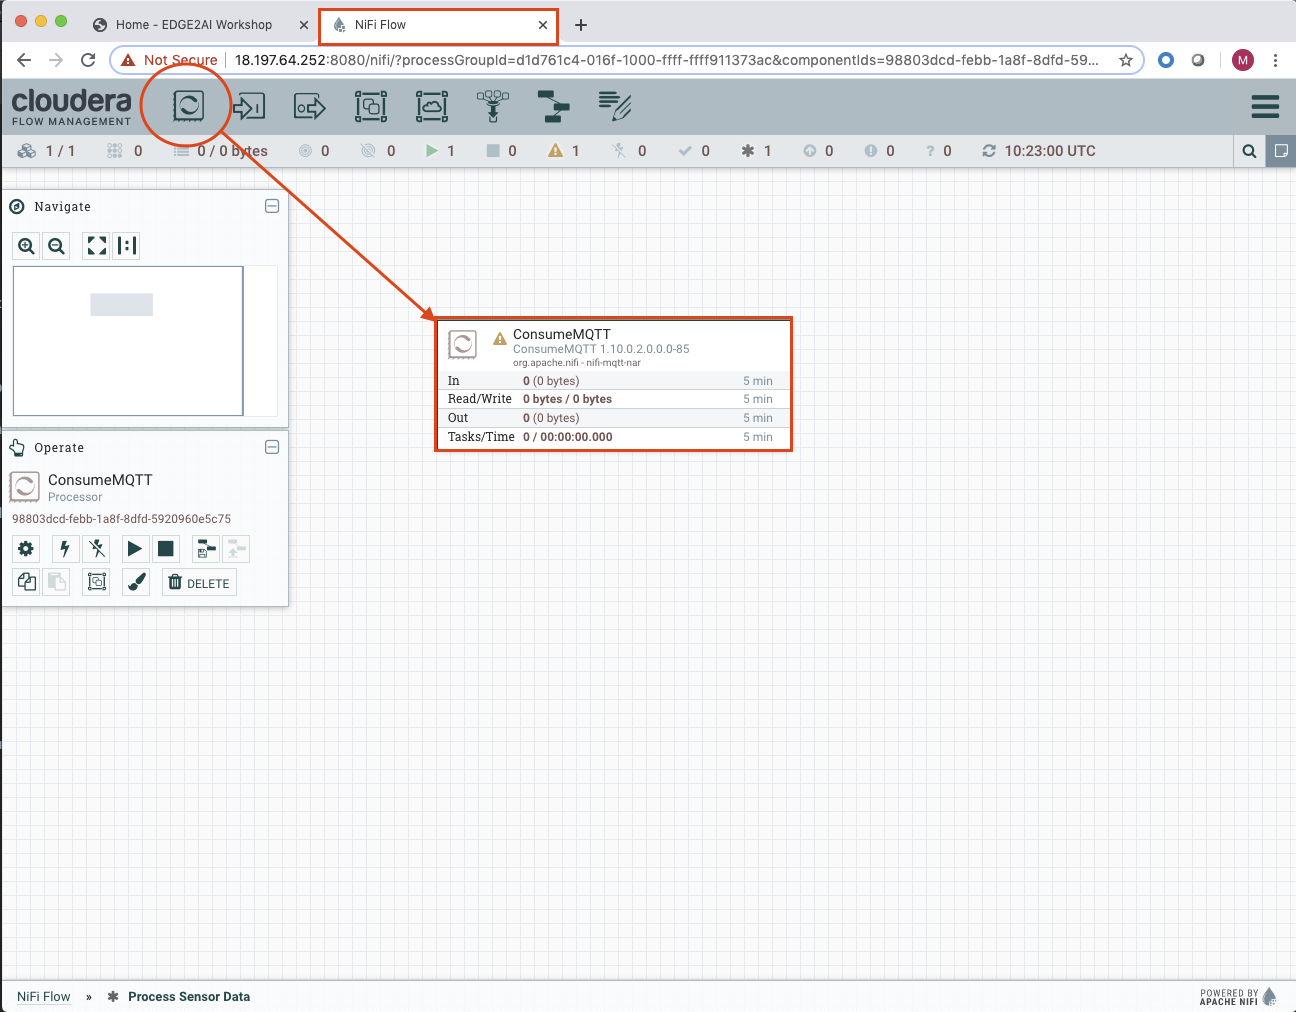 Home - EDGE2AI Workshop
NiFi Flow
Not Secure
18.197.64.252:8080/nifi/?processGroupId=d1d761c4-016f-1000-ffff-ffff911373ac&componentIds=98803dcd-febb-1a8f-8dfd-59...
M
cloudera
FLOW MANAGEMENT
1 / 1 0 0 / 0 bytes 0 0 1 0 1 0 0 1 0 0 0 10:23:00 UTC
Navigate
ConsumeMQTT
ConsumeMQTT 1.10.0.2.0.0.0-85
org.apache.nifi - nifi-mqtt-nar
In 0 (0 bytes) 5 min
Read/Write 0 bytes / 0 bytes 5 min
Out 0 (0 bytes) 5 min
Tasks/Time 0 / 00:00:00.000 5 min
Operate
ConsumeMQTT
Processor
98803dcd-febb-1a8f-8dfd-5920960e5c75
DELETE
NiFi Flow » Process Sensor Data
POWERED BY
APACHE NIFI